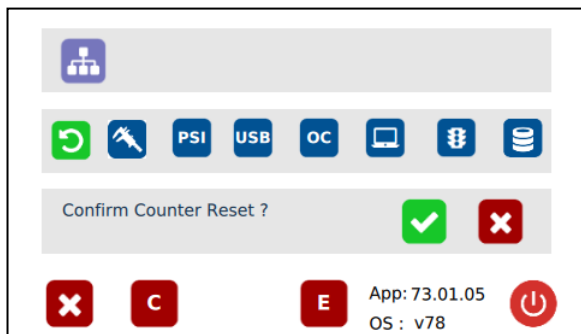 PSI USB OC
Confirm Counter Reset ?
C E App: 73.01.05
OS : v78